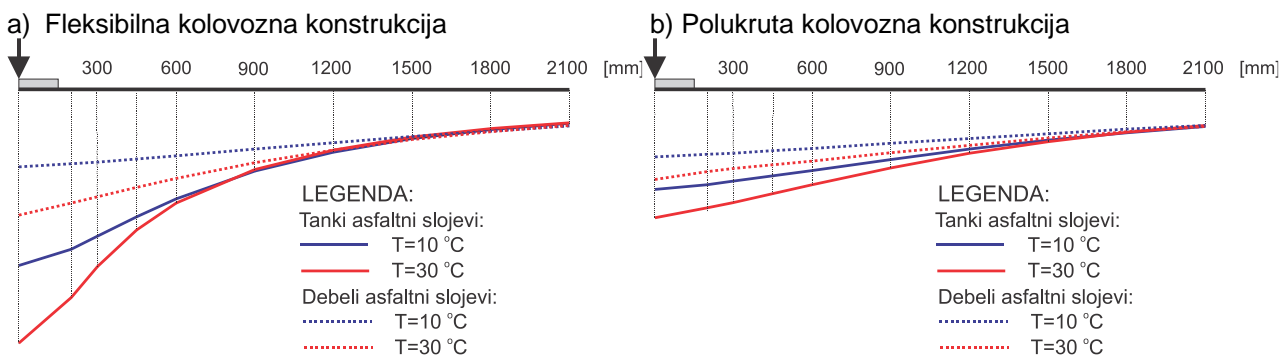 a) Fleksibilna kolovozna konstrukcija
300 600 900 1200 1500 1800 2100 [mm]
LEGENDA:
Tanki asfaltni slojevi:
T=10 °C
T=30 °C
Debeli asfaltni slojevi:
T=10 °C
T=30 °C
b) Polukruta kolovozna konstrukcija
300 600 900 1200 1500 1800 2100 [mm]
LEGENDA:
Tanki asfaltni slojevi:
T=10 °C
T=30 °C
Debeli asfaltni slojevi:
T=10 °C
T=30 °C